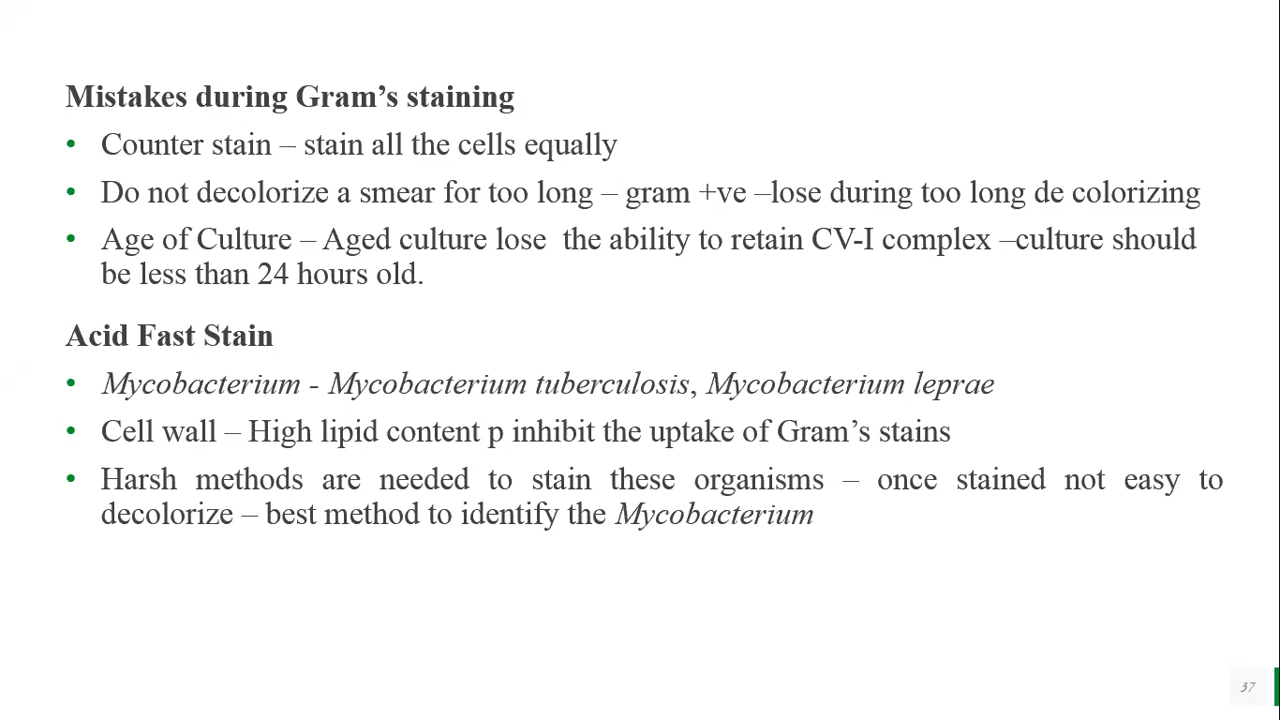 Mistakes during Gram’s staining
• Counter stain – stain all the cells equally
• Do not decolorize a smear for too long – gram +ve –lose during too long de colorizing
• Age of Culture – Aged culture lose  the ability to retain CV-I complex –culture should
be less than 24 hours old.
Acid Fast Stain
• Mycobacterium - Mycobacterium tuberculosis, Mycobacterium leprae
• Cell wall – High lipid content p inhibit the uptake of Gram’s stains
• Harsh methods are needed to stain these organisms – once stained not easy to
decolorize – best method to identify the Mycobacterium
37